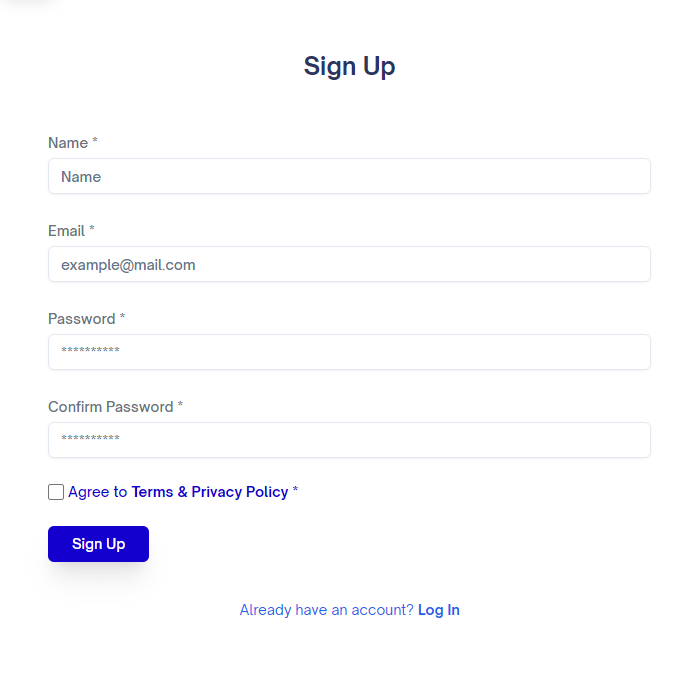 Sign Up
Name *
Name
Email *
example@mail.com
Password *
**********
Confirm Password *
**********
Agree to Terms & Privacy Policy *
Sign Up
Already have an account? Log In